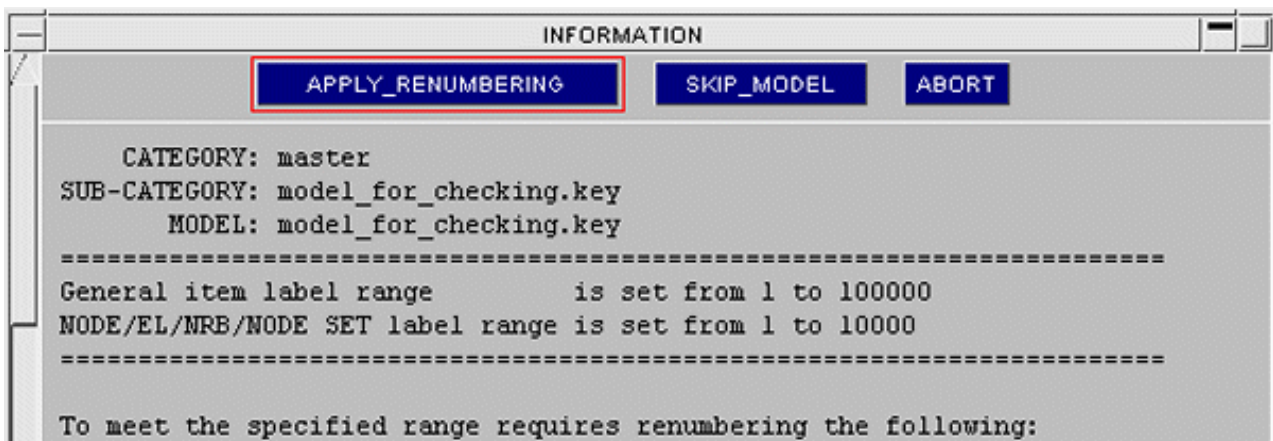 INFORMATION
APPLY_RENUMBERING SKIP_MODEL ABORT
CATEGORY: master
SUB-CATEGORY: model_for_checking.key
MODEL: model_for_checking.key
=======================================================================
General item label range         is set from 1 to 100000
NODE/EL/NRB/NODE SET label range is set from 1 to 10000
=======================================================================
To meet the specified range requires renumbering the following: